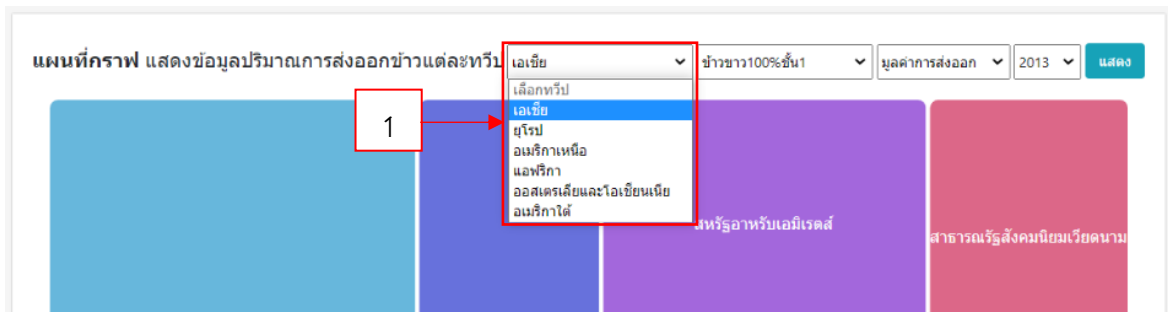 แผนที่กราฟ แสดงข้อมูลปริมาณการส่งออกข้าวแต่ละทวีป เอเชีย ข้าวขาว100%ชั้น1 มูลค่าการส่งออก 2013 แสดง
เลือกทวีป
เอเชีย
ยุโรป
อเมริกาเหนือ
แอฟริกา
ออสเตรเลียและโอเชียนเนีย
อเมริกาใต้
1
สหรัฐอาหรับเอมิเรตส์
สาธารณรัฐสังคมนิยมเวียดนาม